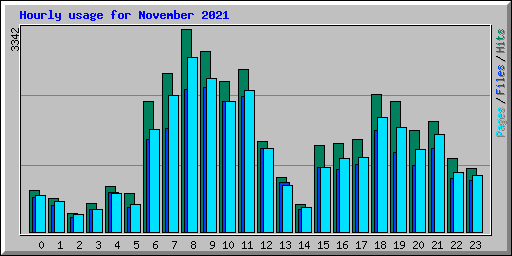 Hourly usage for November 2021
3342
Pages / Files / Hits
0 1 2 3 4 5 6 7 8 9 10 11 12 13 14 15 16 17 18 19 20 21 22 23